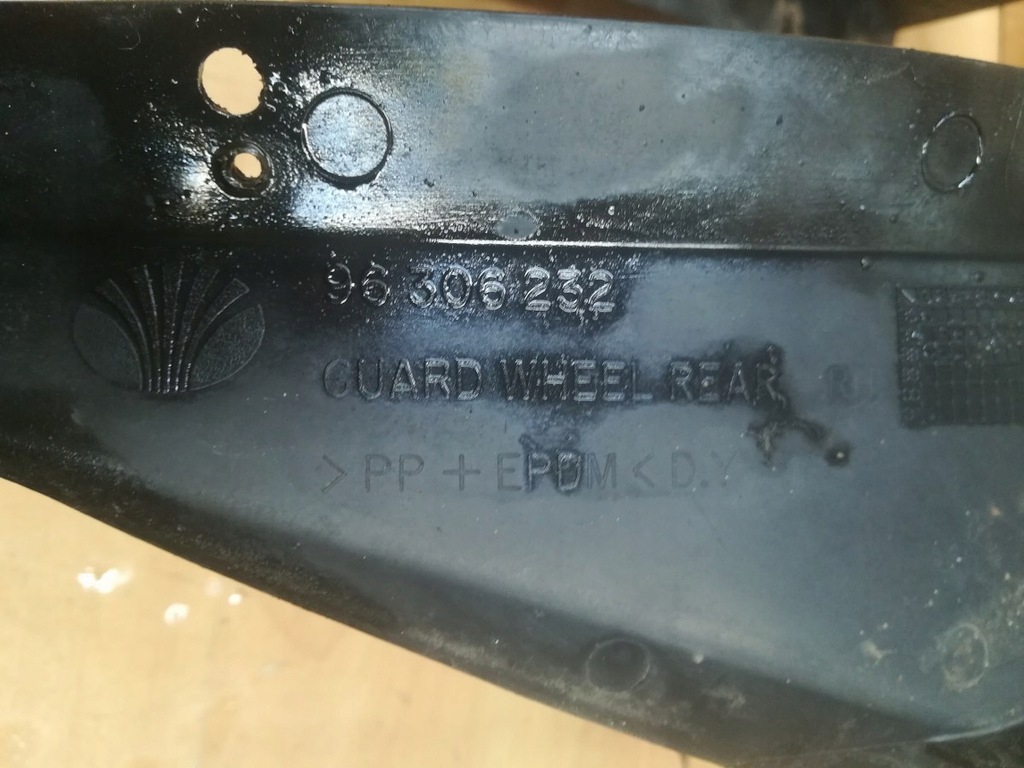 96 306 232
GUARD WHEEL REAR
>PP + EPDM< D.Y